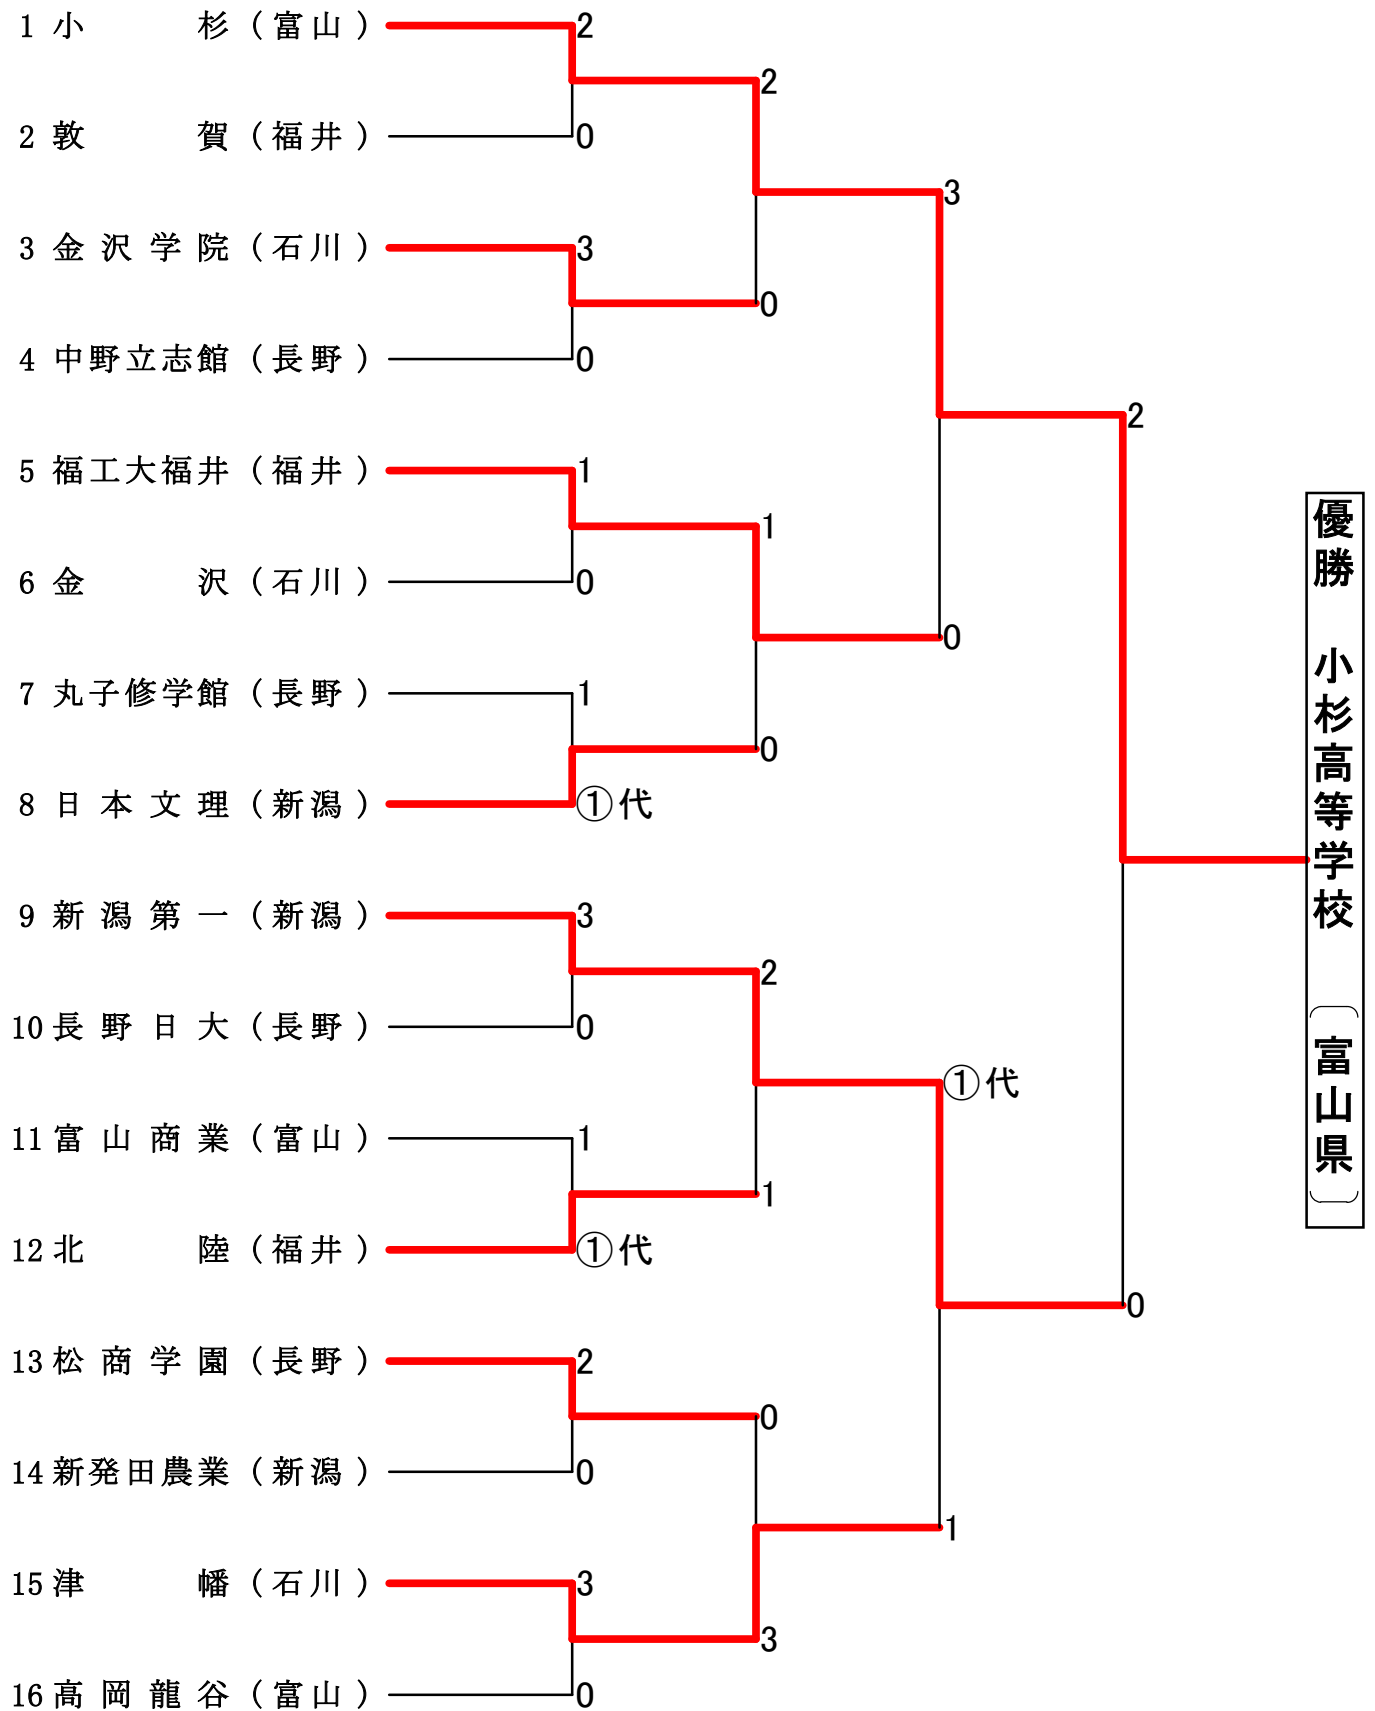 1 小杉(富山) 2
2
2 敦賀(福井) 0
3
3 金沢学院(石川) 3
0
4 中野立志館(長野) 0
2
5 福工大福井(福井) 1
1
6 金沢(石川) 0
0
7 丸子修学館(長野) 1
0
8 日本文理(新潟) ①代
9 新潟第一(新潟) 3
2
10 長野日大(長野) 0
①代
11 富山商業(富山) 1
1
12 北陸(福井) ①代
0
13 松商学園(長野) 2
0
14 新発田農業(新潟) 0
1
15 津幡(石川) 3
3
16 高岡龍谷(富山) 0
優勝 小杉高等学校 (富山県)